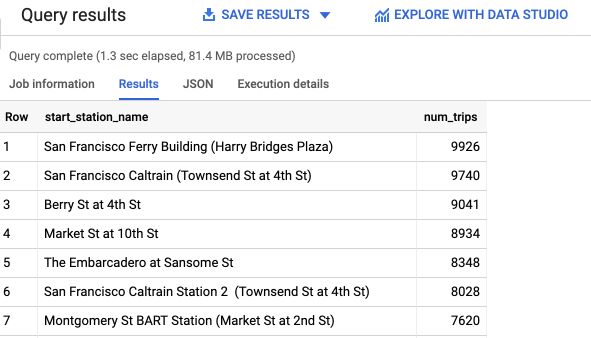 Query results SAVE RESULTS EXPLORE WITH DATA STUDIO
Query complete (1.3 sec elapsed, 81.4 MB processed)
Job information Results JSON Execution details
Row start_station_name num_trips
1 San Francisco Ferry Building (Harry Bridges Plaza) 9926
2 San Francisco Caltrain (Townsend St at 4th St) 9740
3 Berry St at 4th St 9041
4 Market St at 10th St 8934
5 The Embarcadero at Sansome St 8348
6 San Francisco Caltrain Station 2  (Townsend St at 4th St) 8028
7 Montgomery St BART Station (Market St at 2nd St) 7620